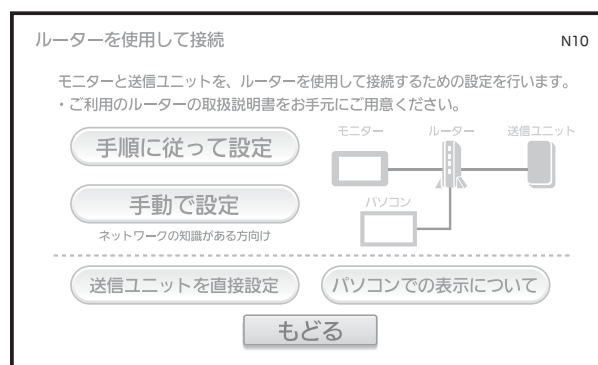 ルーターを使用して接続
N10
モニターと送信ユニットを、ルーターを使用して接続するための設定を行います。
・ご利用のルーターの取扱説明書をお手元にご用意ください。
手順に従って設定
モニター
ルーター
送信ユニット
手動で設定
パソコン
ネットワークの知識がある方向け
送信ユニットを直接設定
パソコンでの表示について
もどる